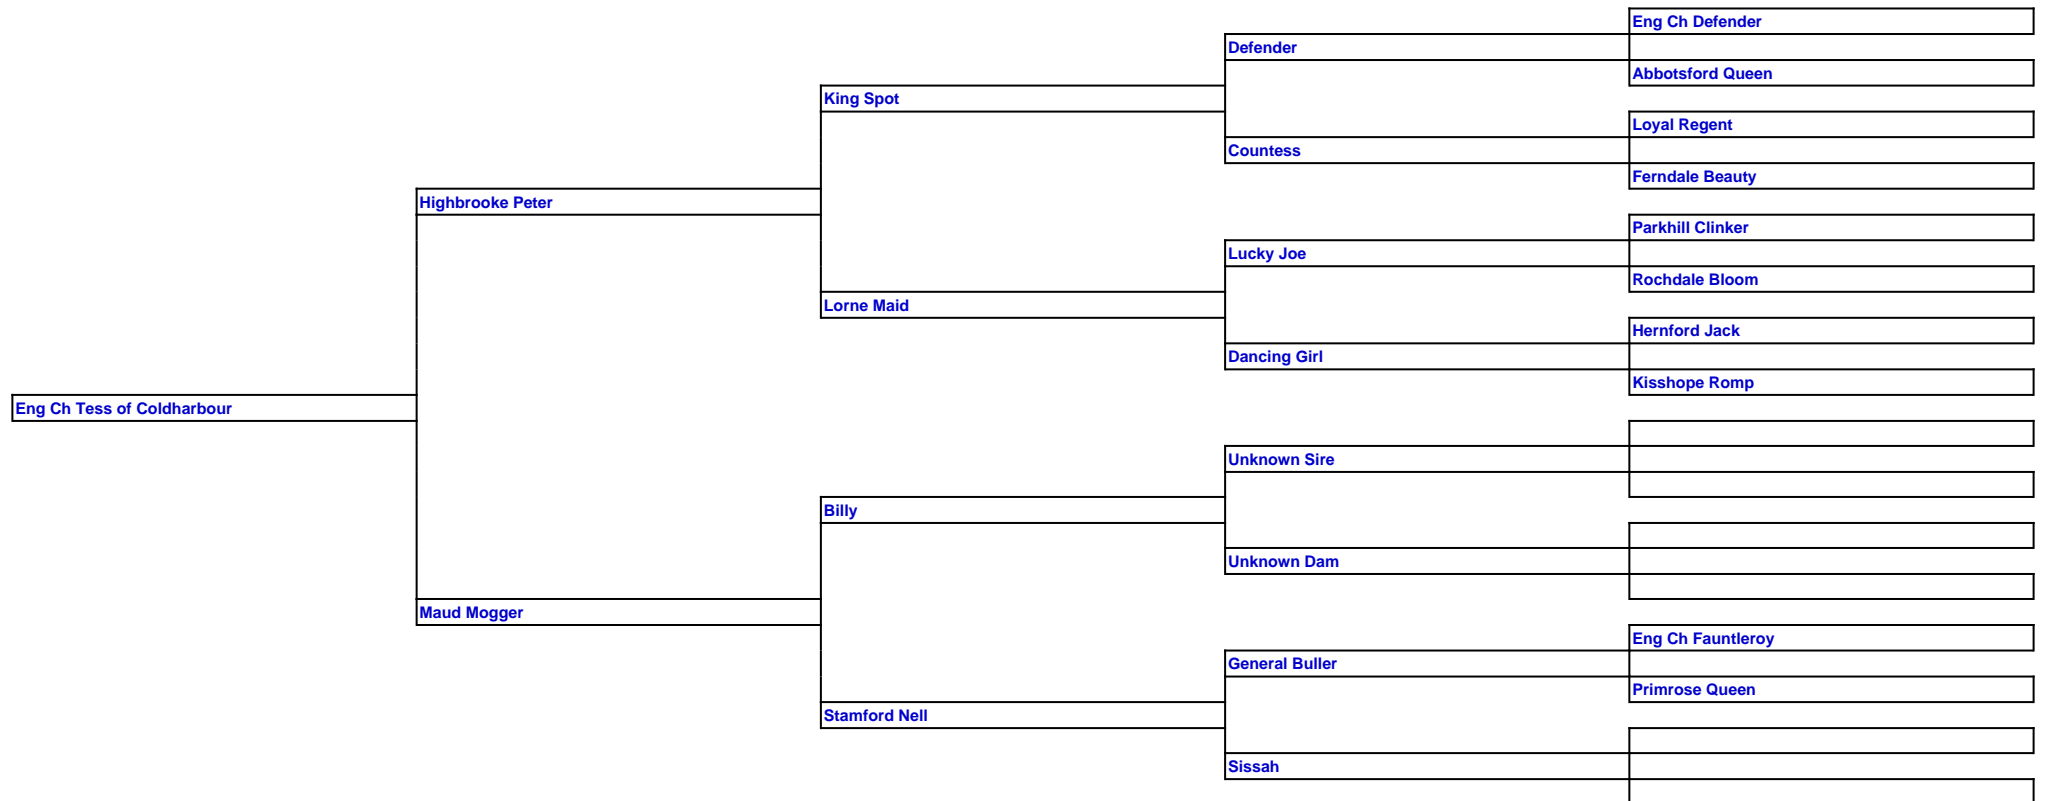 Eng Ch Defender
Defender
Abbotsford Queen
King Spot
Loyal Regent
Countess
Ferndale Beauty
Highbrooke Peter
Parkhill Clinker
Lucky Joe
Rochdale Bloom
Lorne Maid
Hernford Jack
Dancing Girl
Kisshope Romp
Eng Ch Tess of Coldharbour
Unknown Sire
Billy
Unknown Dam
Maud Mogger
Eng Ch Fauntleroy
General Buller
Primrose Queen
Stamford Nell
Sissah